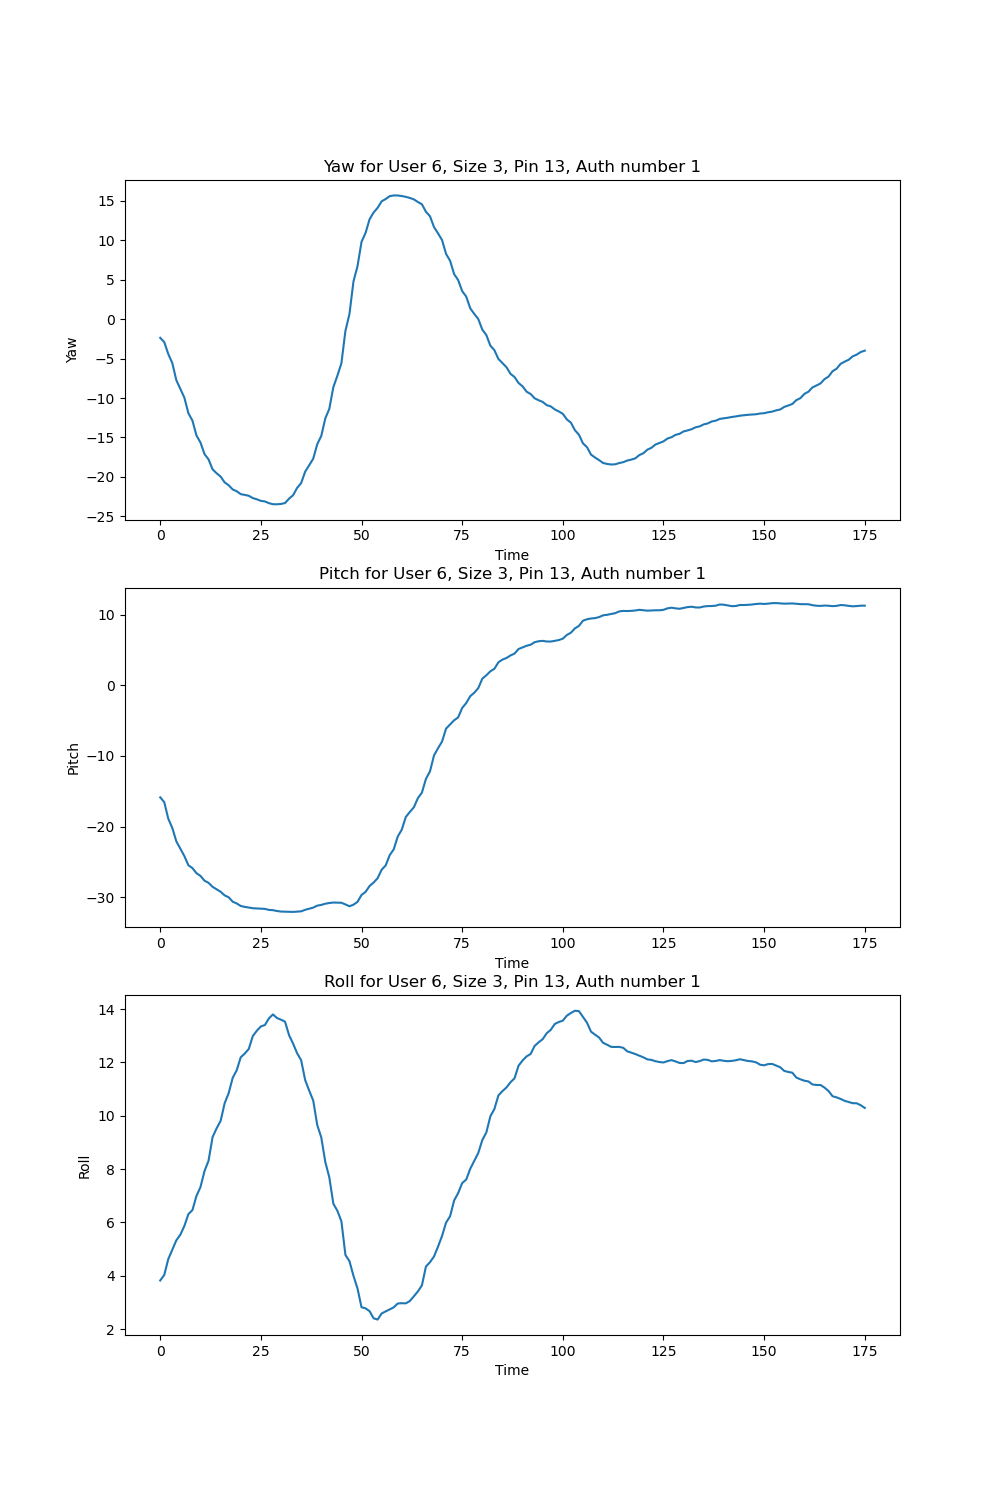 Yaw for User 6, Size 3, Pin 13, Auth number 1
15
10
5
0
−5
−10
−15
−20
−25
Yaw
0 25 50 75 100 125 150 175
Time
Pitch for User 6, Size 3, Pin 13, Auth number 1
10
0
−10
−20
−30
Pitch
0 25 50 75 100 125 150 175
Time
Roll for User 6, Size 3, Pin 13, Auth number 1
14
12
10
8
6
4
2
Roll
0 25 50 75 100 125 150 175
Time